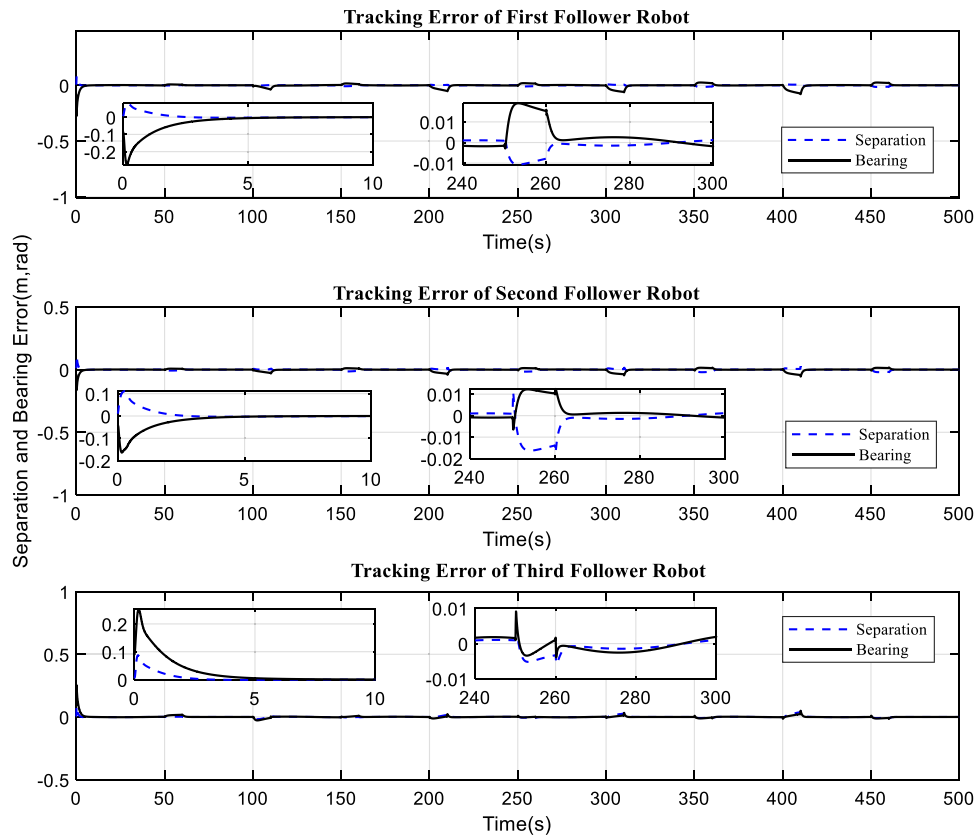 Tracking Error of First Follower Robot
0
-0.5
-1
0
-0.1
-0.2
0 5 10
0.01
0
-0.01
240 260 280 300
Separation
Bearing
0 50 100 150 200 250 300 350 400 450 500
Time(s)
Separation and Bearing Error(m,rad)
Tracking Error of Second Follower Robot
0.5
0
-0.5
-1
0.1
0
-0.1
-0.2
0 5 10
0.01
0
-0.01
-0.02
240 260 280 300
Separation
Bearing
0 50 100 150 200 250 300 350 400 450 500
Time(s)
Tracking Error of Third Follower Robot
1
0.5
0
-0.5
0.2
0.1
0
0 5 10
0.01
0
-0.01
240 260 280 300
Separation
Bearing
0 50 100 150 200 250 300 350 400 450 500
Time(s)